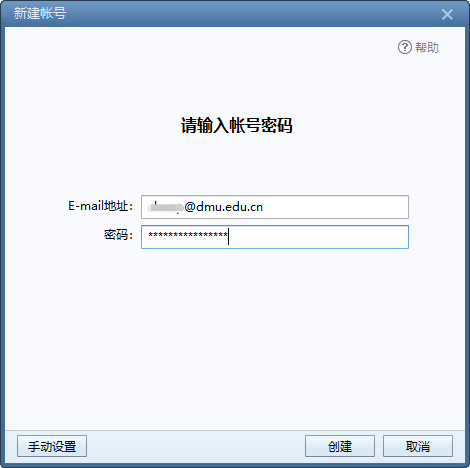 新建帐号
帮助
请输入帐号密码
E-mail地址:
@dmu.edu.cn
密码:
****************
手动设置 创建 取消